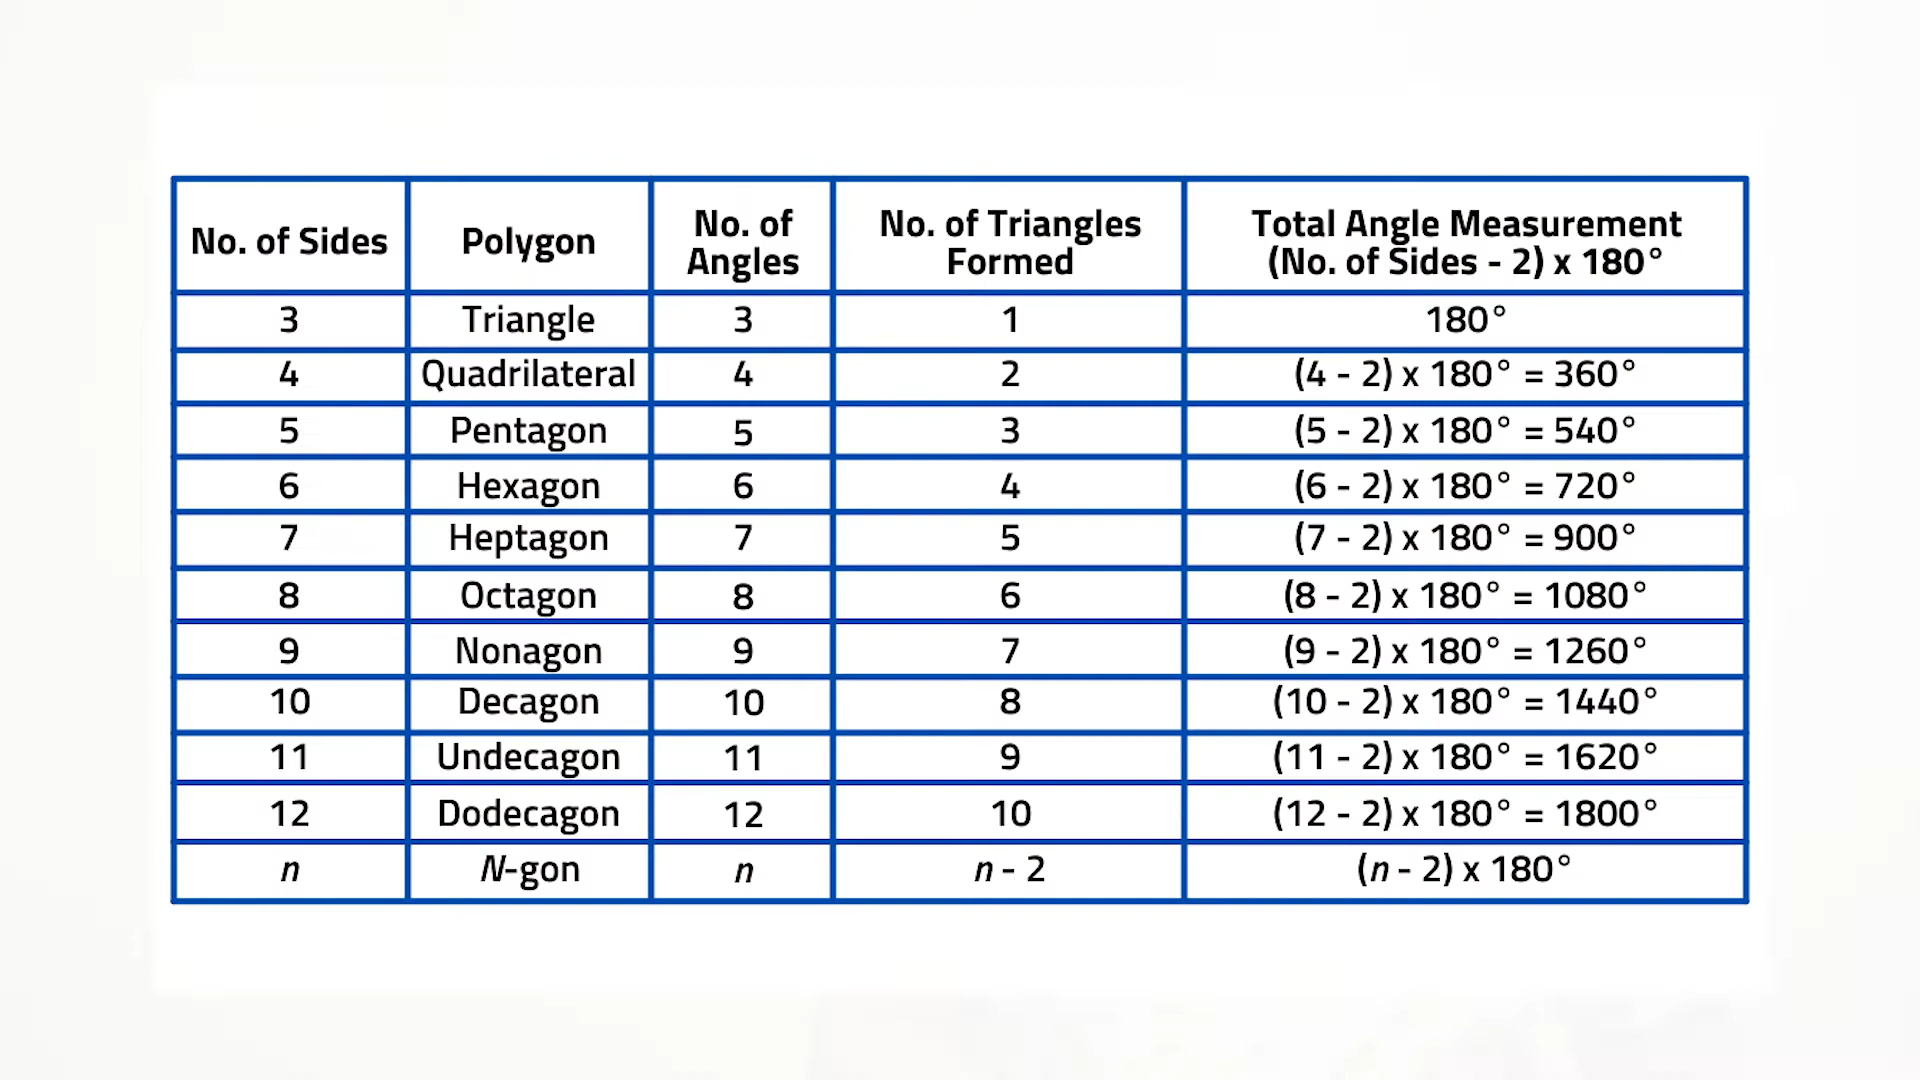 No. of Sides Polygon No. of Angles No. of Triangles Formed Total Angle Measurement (No. of Sides - 2) x 180°
3 Triangle 3 1 180°
4 Quadrilateral 4 2 (4 - 2) x 180° = 360°
5 Pentagon 5 3 (5 - 2) x 180° = 540°
6 Hexagon 6 4 (6 - 2) x 180° = 720°
7 Heptagon 7 5 (7 - 2) x 180° = 900°
8 Octagon 8 6 (8 - 2) x 180° = 1080°
9 Nonagon 9 7 (9 - 2) x 180° = 1260°
10 Decagon 10 8 (10 - 2) x 180° = 1440°
11 Undecagon 11 9 (11 - 2) x 180° = 1620°
12 Dodecagon 12 10 (12 - 2) x 180° = 1800°
n N-gon n n - 2 (n - 2) x 180°